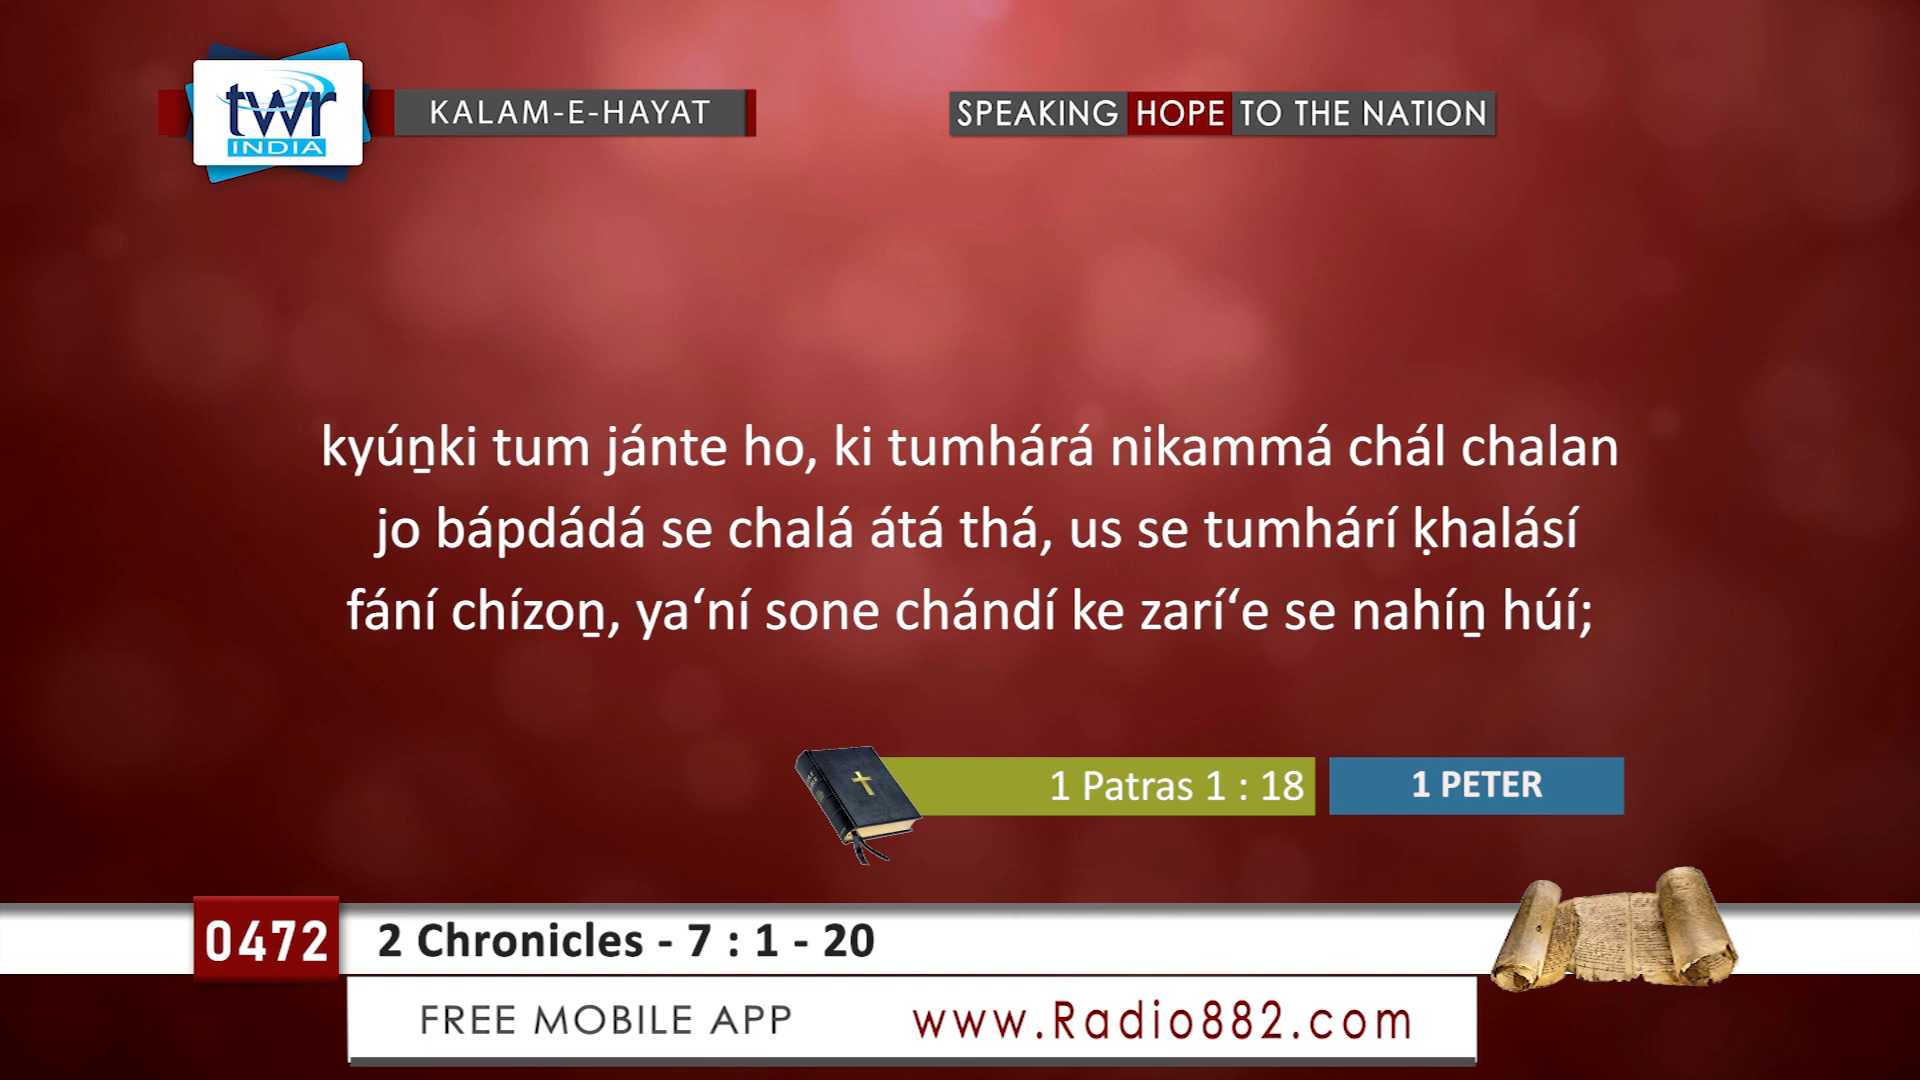 twr
INDIA
KALAM-E-HAYAT
SPEAKING HOPE TO THE NATION
kyúṉki tum jánte ho, ki tumhárá nikammá chál chalan
jo bápdádá se chalá átá thá, us se tumhárí ḳhalásí
fání chízoṉ, ya‘ní sone chándí ke zarí‘e se nahíṉ húí;
1 Patras 1 : 18
1 PETER
0472
2 Chronicles - 7 : 1 - 20
FREE MOBILE APP
www.Radio882.com